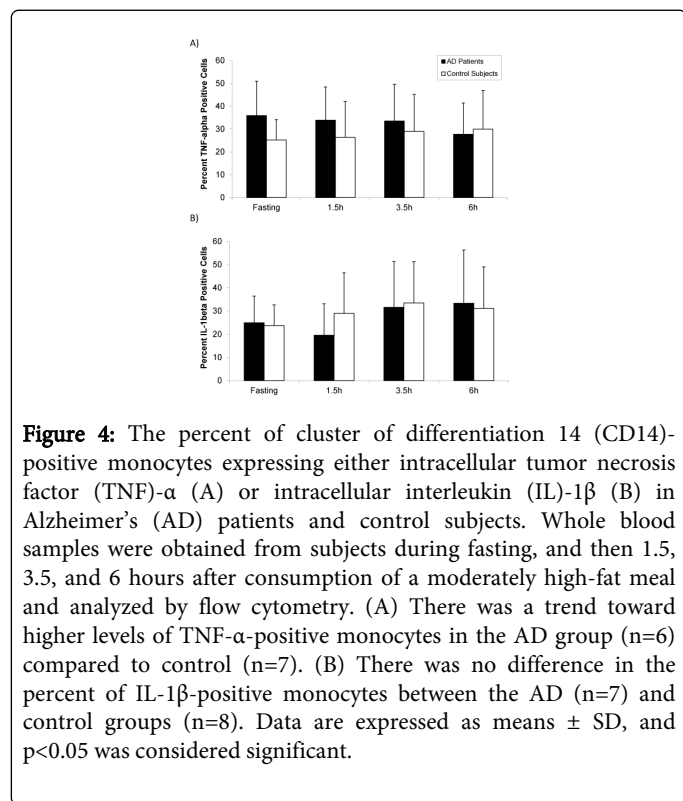 A)
AD Patients
Control Subjects
Percent TNF-alpha Positive Cells
60
50
40
30
20
10
0
Fasting 1.5h 3.5h 6h
B)
Percent IL-1beta Positive Cells
60
50
40
30
20
10
0
Fasting 1.5h 3.5h 6h
Figure 4: The percent of cluster of differentiation 14 (CD14)-
positive monocytes expressing either intracellular tumor necrosis
factor (TNF)-α (A) or intracellular interleukin (IL)-1β (B) in
Alzheimer's (AD) patients and control subjects. Whole blood
samples were obtained from subjects during fasting, and then 1.5,
3.5, and 6 hours after consumption of a moderately high-fat meal
and analyzed by flow cytometry. (A) There was a trend toward
higher levels of TNF-α-positive monocytes in the AD group (n=6)
compared to control (n=7). (B) There was no difference in the
percent of IL-1β-positive monocytes between the AD (n=7) and
control groups (n=8). Data are expressed as means ± SD, and
p<0.05 was considered significant.